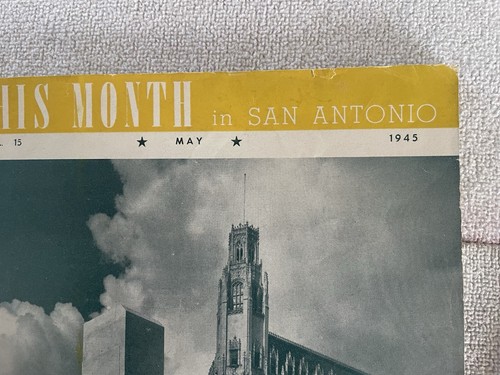 HIS MONTH in SAN ANTONIO
. 15 ★ MAY ★ 1945